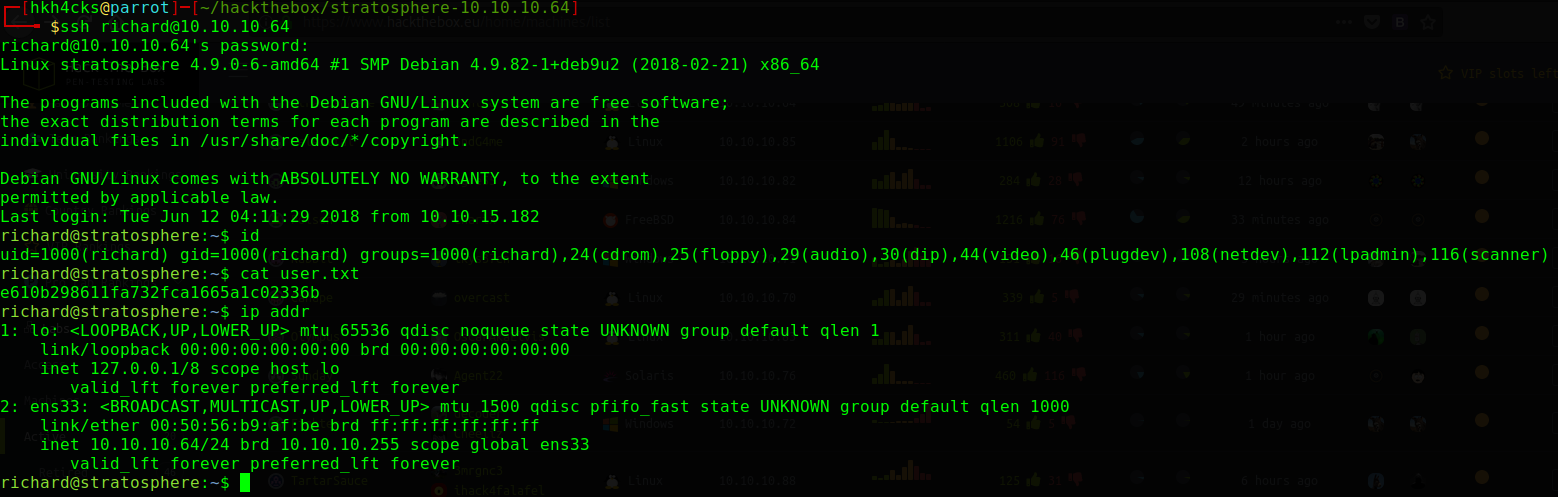 ┌─[hkh4cks@parrot]─[~/hackthebox/stratosphere-10.10.10.64]
└──╼ $ssh richard@10.10.10.64
richard@10.10.10.64's password:
Linux stratosphere 4.9.0-6-amd64 #1 SMP Debian 4.9.82-1+deb9u2 (2018-02-21) x86_64
The programs included with the Debian GNU/Linux system are free software;
the exact distribution terms for each program are described in the
individual files in /usr/share/doc/*/copyright.
Debian GNU/Linux comes with ABSOLUTELY NO WARRANTY, to the extent
permitted by applicable law.
Last login: Tue Jun 12 04:11:29 2018 from 10.10.15.182
richard@stratosphere:~$ id
uid=1000(richard) gid=1000(richard) groups=1000(richard),24(cdrom),25(floppy),29(audio),30(dip),44(video),46(plugdev),108(netdev),112(lpadmin),116(scanner)
richard@stratosphere:~$ cat user.txt
e610b298611fa732fca1665a1c02336b
richard@stratosphere:~$ ip addr
1: lo: <LOOPBACK,UP,LOWER_UP> mtu 65536 qdisc noqueue state UNKNOWN group default qlen 1
    link/loopback 00:00:00:00:00:00 brd 00:00:00:00:00:00
    inet 127.0.0.1/8 scope host lo
       valid_lft forever preferred_lft forever
2: ens33: <BROADCAST,MULTICAST,UP,LOWER_UP> mtu 1500 qdisc pfifo_fast state UNKNOWN group default qlen 1000
    link/ether 00:50:56:b9:af:be brd ff:ff:ff:ff:ff:ff
    inet 10.10.10.64/24 brd 10.10.10.255 scope global ens33
       valid_lft forever preferred_lft forever
richard@stratosphere:~$